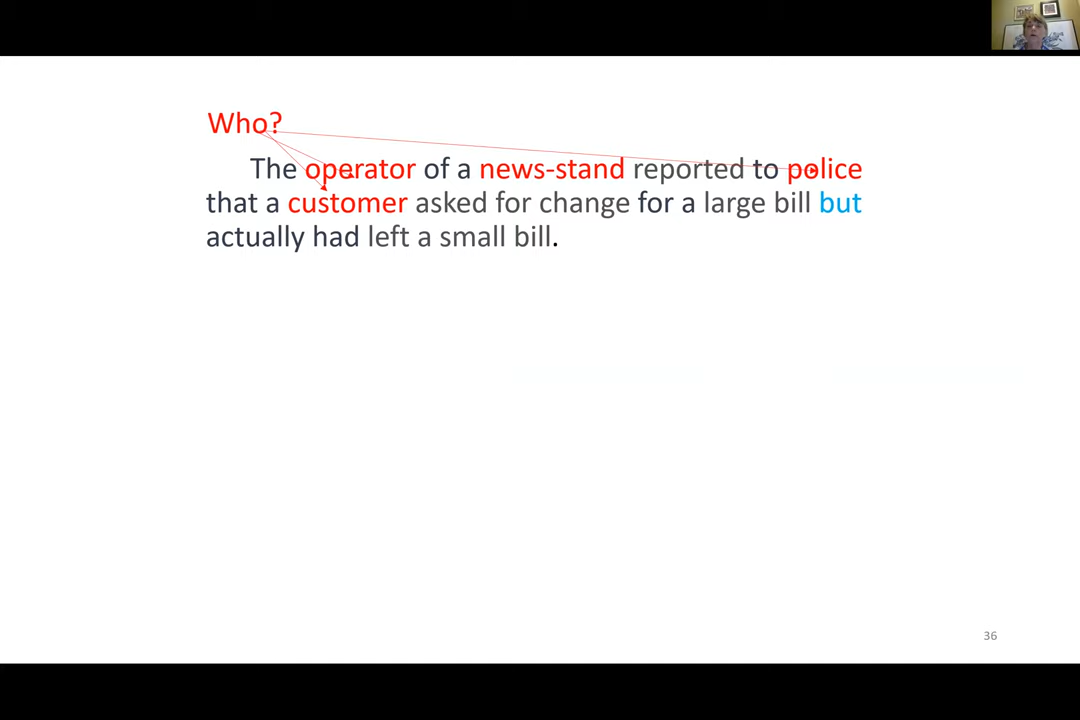 Who?
The operator of a news-stand reported to police
that a customer asked for change for a large bill but
actually had left a small bill.
36